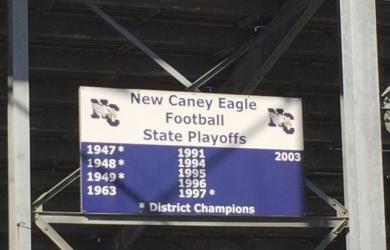 NC New Caney Eagle NC
Football
State Playoffs
1947* 1991 2003
1948* 1994
1949* 1995
1963 1996
1997*
* District Champions